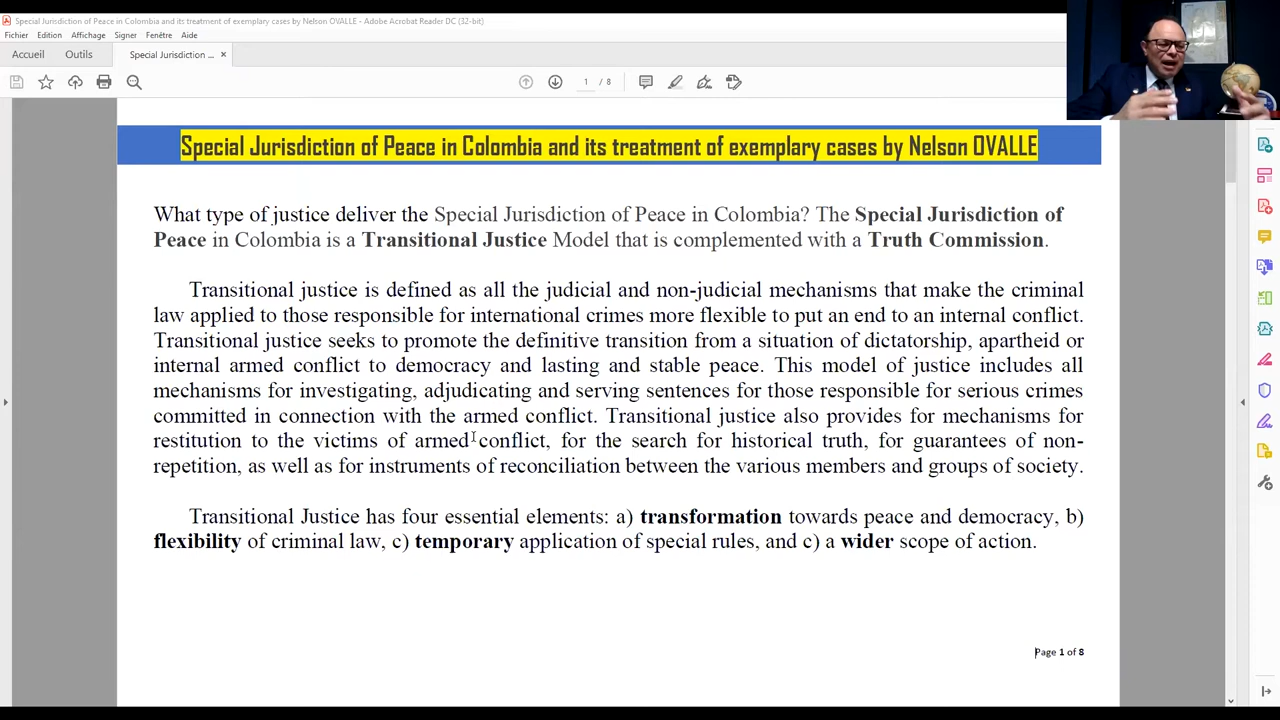 Special Jurisdiction of Peace in Colombia and its treatment of exemplary cases by Nelson OVALLE - Adobe Acrobat Reader DC (32-bit)
Fichier Edition Affichage Signer Fenêtre Aide
Accueil Outils Special Jurisdiction ... ×
1 / 8
Special Jurisdiction of Peace in Colombia and its treatment of exemplary cases by Nelson OVALLE
What type of justice deliver the Special Jurisdiction of Peace in Colombia? The Special Jurisdiction of
Peace in Colombia is a Transitional Justice Model that is complemented with a Truth Commission.
Transitional justice is defined as all the judicial and non-judicial mechanisms that make the criminal
law applied to those responsible for international crimes more flexible to put an end to an internal conflict.
Transitional justice seeks to promote the definitive transition from a situation of dictatorship, apartheid or
internal armed conflict to democracy and lasting and stable peace. This model of justice includes all
mechanisms for investigating, adjudicating and serving sentences for those responsible for serious crimes
committed in connection with the armed conflict. Transitional justice also provides for mechanisms for
restitution to the victims of armed conflict, for the search for historical truth, for guarantees of non-
repetition, as well as for instruments of reconciliation between the various members and groups of society.
Transitional Justice has four essential elements: a) transformation towards peace and democracy, b)
flexibility of criminal law, c) temporary application of special rules, and c) a wider scope of action.
Page 1 of 8